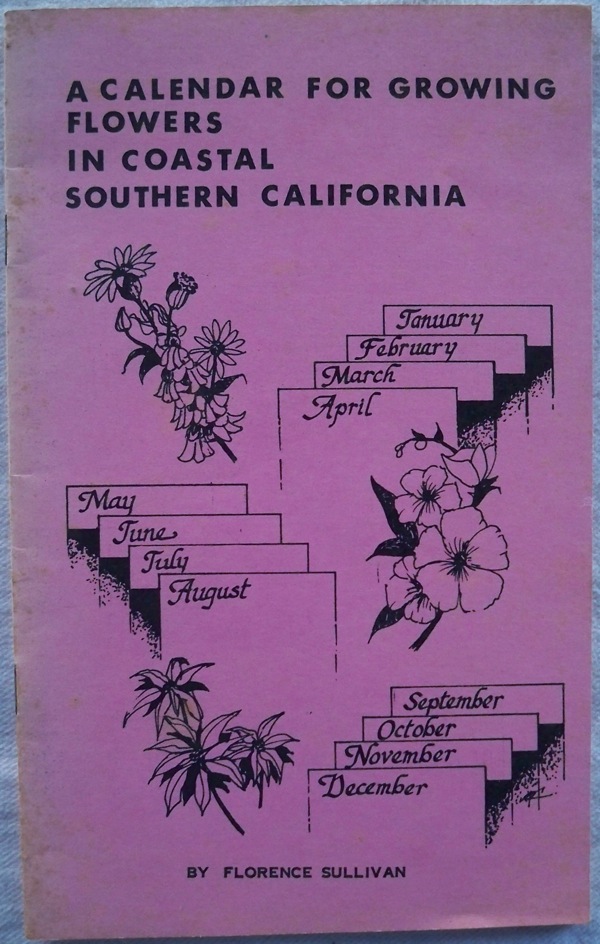 A CALENDAR FOR GROWING
FLOWERS
IN COASTAL
SOUTHERN CALIFORNIA
January
February
March
April
May
June
July
August
September
October
November
December
BY FLORENCE SULLIVAN